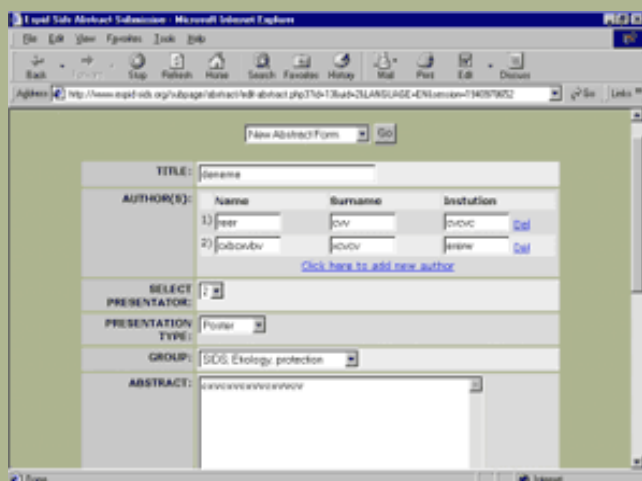 Espid Sids Abstract Submission - Microsoft Internet Explorer
File Edit View Favorites Tools Help
Back Forward Stop Refresh Home Search Favorites History Mail Print Edit Discuss
Address Go Links
New Abstract Form Go
TITLE: deneme
AUTHOR(S): Name Surname Instution
1) reer cvv cvcvc Del
2) Del
Click here to add new author
SELECT PRESENTATOR: 2
PRESENTATION TYPE: Poster
GROUP: SIDS; Etiology, protection
ABSTRACT:
Done Internet